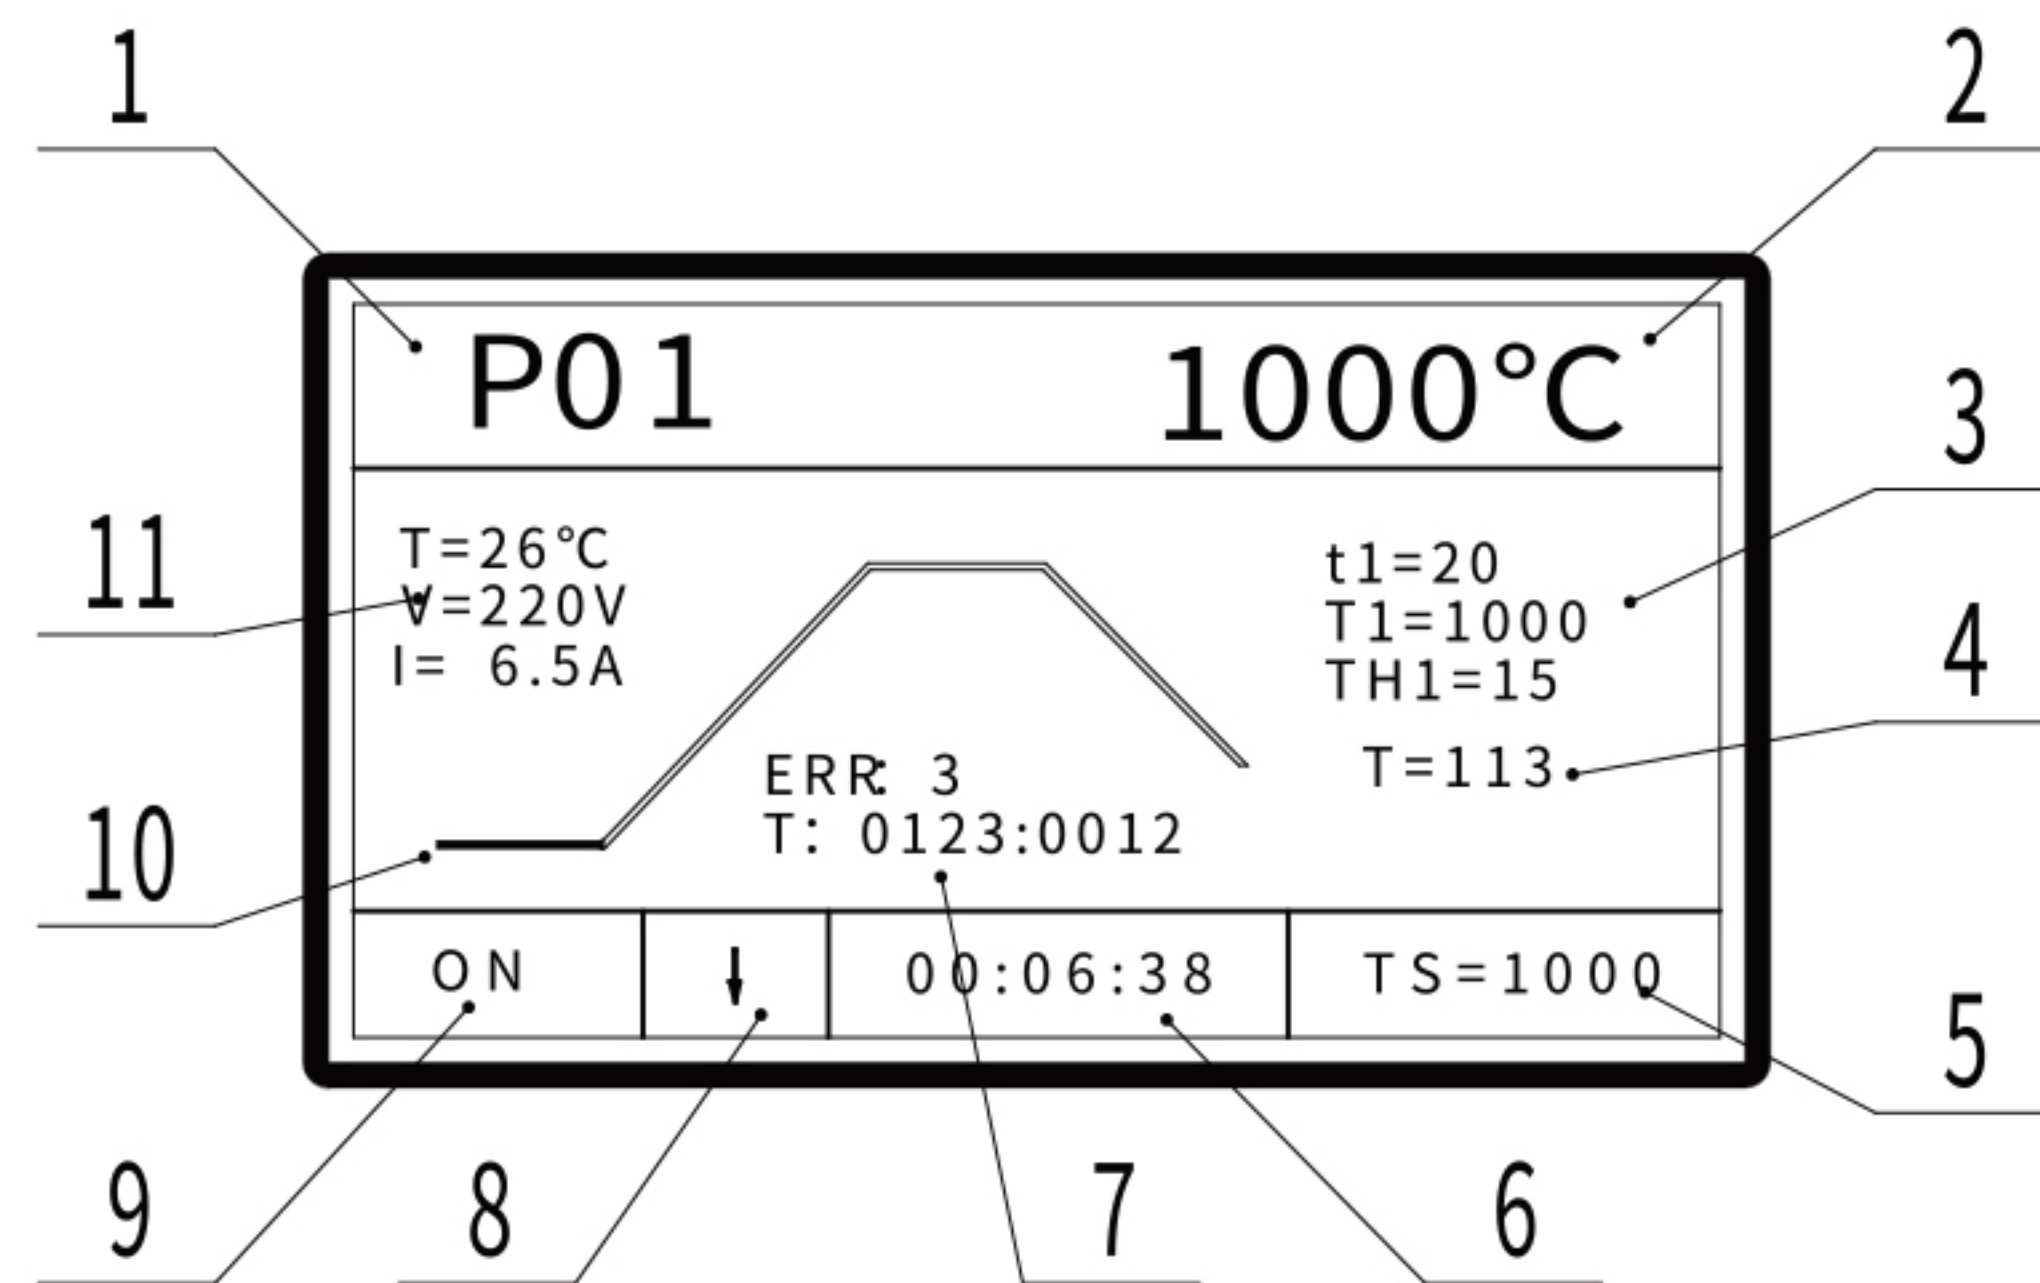 1
2
P01
1000°C
3
11
T=26℃
V=220V
I= 6.5A
t1=20
T1=1000
TH1=15
4
T=113
ERR: 3
T: 0123:0012
10
ON
↓
00:06:38
TS=1000
5
9
8
7
6